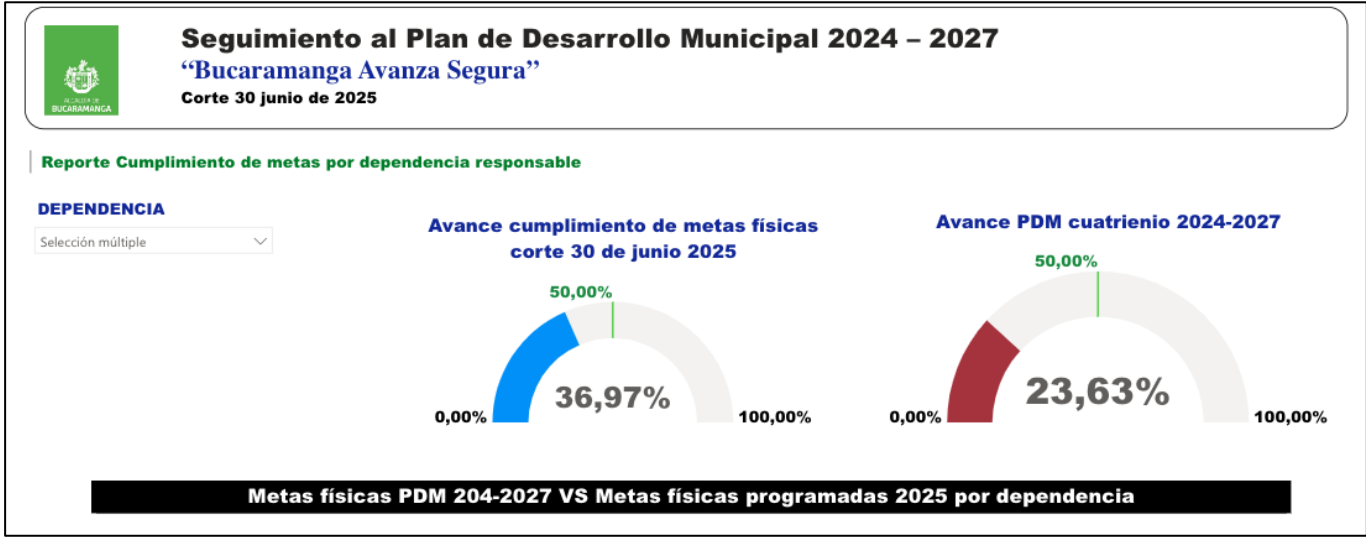 Seguimiento al Plan de Desarrollo Municipal 2024 – 2027
“Bucaramanga Avanza Segura”
Corte 30 junio de 2025
ALCALDÍA DE
BUCARAMANGA
Reporte Cumplimiento de metas por dependencia responsable
DEPENDENCIA
Selección múltiple
Avance cumplimiento de metas físicas
corte 30 de junio 2025
50,00%
36,97%
0,00%
100,00%
Avance PDM cuatrienio 2024-2027
50,00%
23,63%
0,00%
100,00%
Metas físicas PDM 204-2027 VS Metas físicas programadas 2025 por dependencia